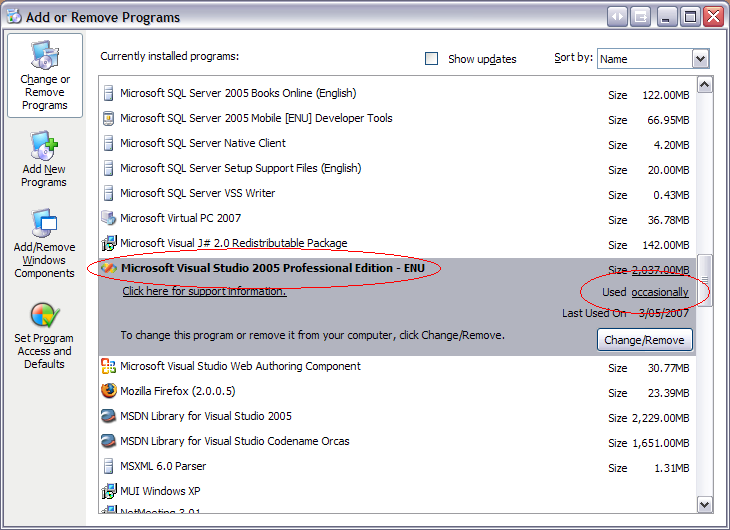 Add or Remove Programs
Change or
Remove
Programs
Add New
Programs
Add/Remove
Windows
Components
Set Program
Access and
Defaults
Currently installed programs:
Show updates
Sort by: Name
Microsoft SQL Server 2005 Books Online (English) Size 122.00MB
Microsoft SQL Server 2005 Mobile [ENU] Developer Tools Size 66.95MB
Microsoft SQL Server Native Client Size 4.20MB
Microsoft SQL Server Setup Support Files (English) Size 20.00MB
Microsoft SQL Server VSS Writer Size 0.43MB
Microsoft Virtual PC 2007 Size 36.78MB
Microsoft Visual J# 2.0 Redistributable Package Size 142.00MB
Microsoft Visual Studio 2005 Professional Edition - ENU Size 2,037.00MB
Click here for support information. Used occasionally
Last Used On 3/05/2007
To change this program or remove it from your computer, click Change/Remove. Change/Remove
Microsoft Visual Studio Web Authoring Component Size 30.77MB
Mozilla Firefox (2.0.0.5) Size 23.39MB
MSDN Library for Visual Studio 2005 Size 2,229.00MB
MSDN Library for Visual Studio Codename Orcas Size 1,651.00MB
MSXML 6.0 Parser Size 1.31MB
MUI Windows XP
NetMeeting 3.01